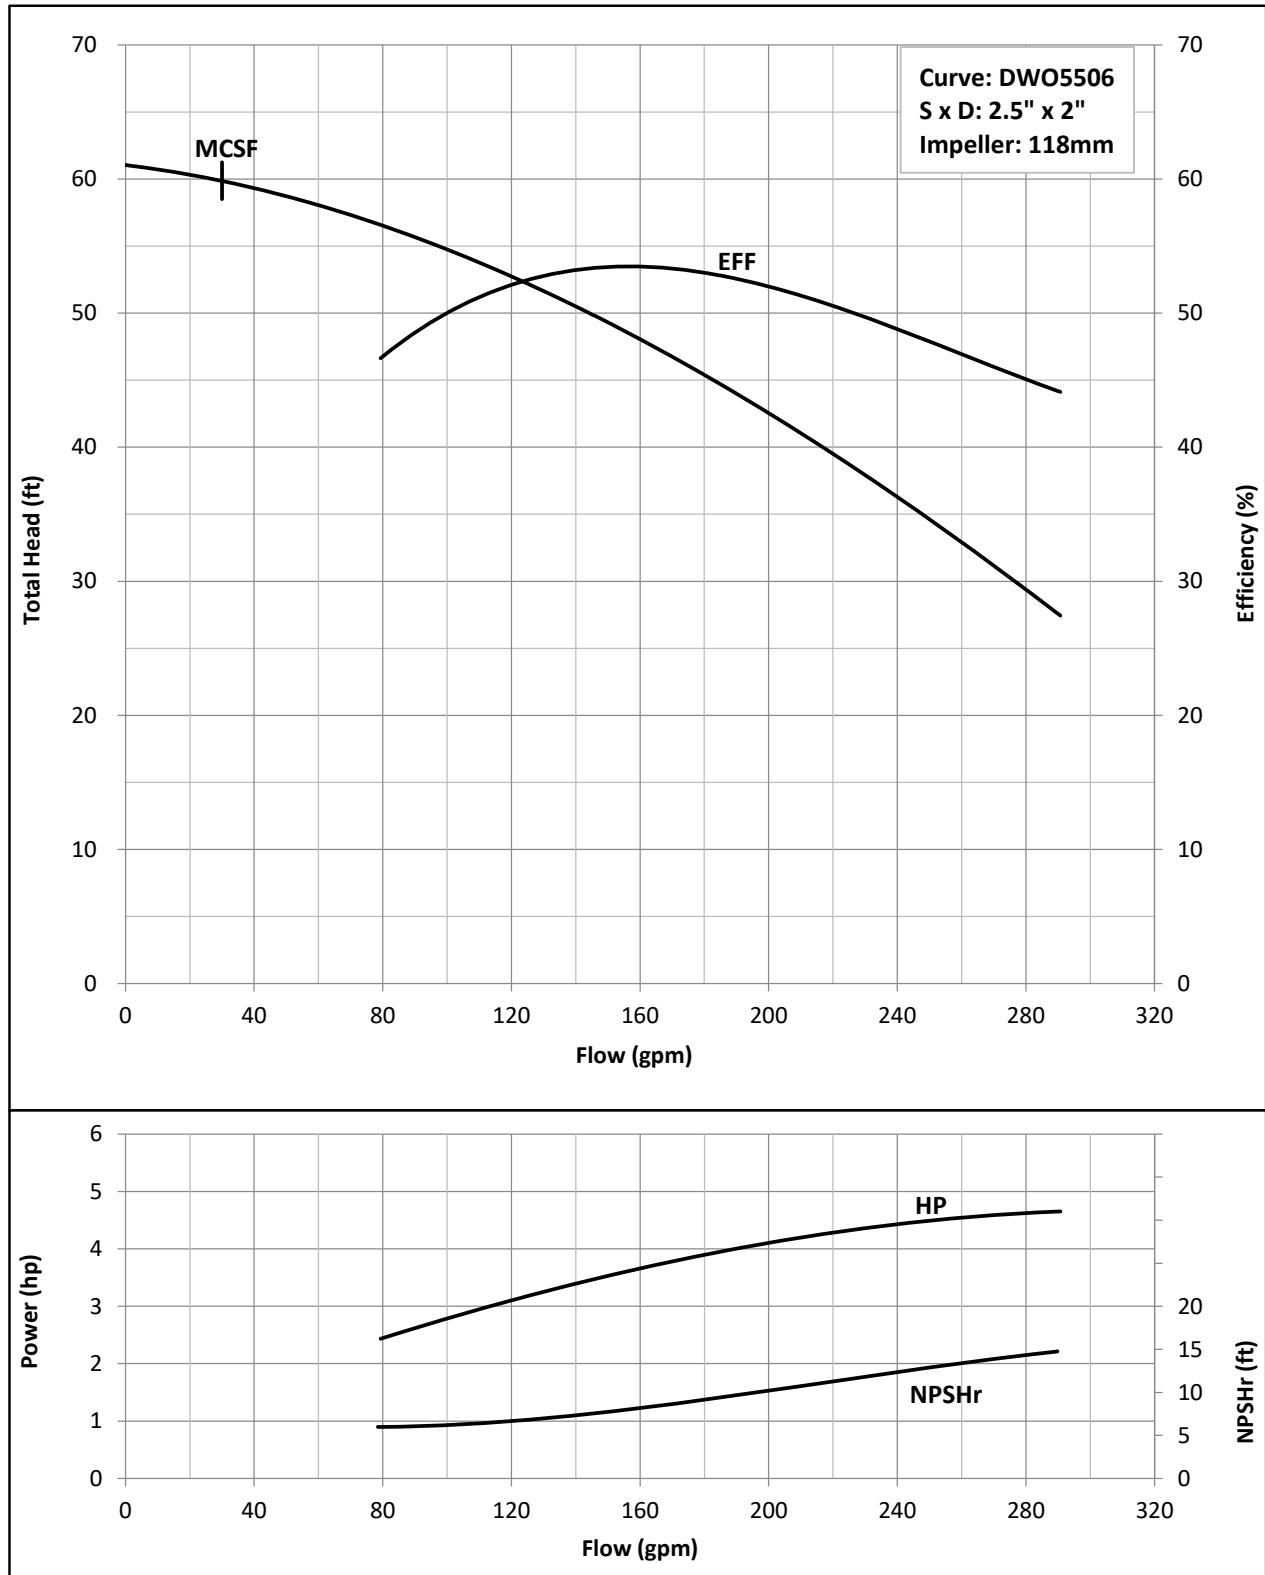 70
60
50
40
30
20
10
0
Total Head (ft)
MCSF
EFF
Curve: DWO5506
S x D: 2.5" x 2"
Impeller: 118mm
70
60
50
40
30
20
10
0
Efficiency (%)
0 40 80 120 160 200 240 280 320
Flow (gpm)
6
5
4
3
2
1
0
Power (hp)
HP
NPSHr
20
15
10
5
0
NPSHr (ft)
0 40 80 120 160 200 240 280 320
Flow (gpm)